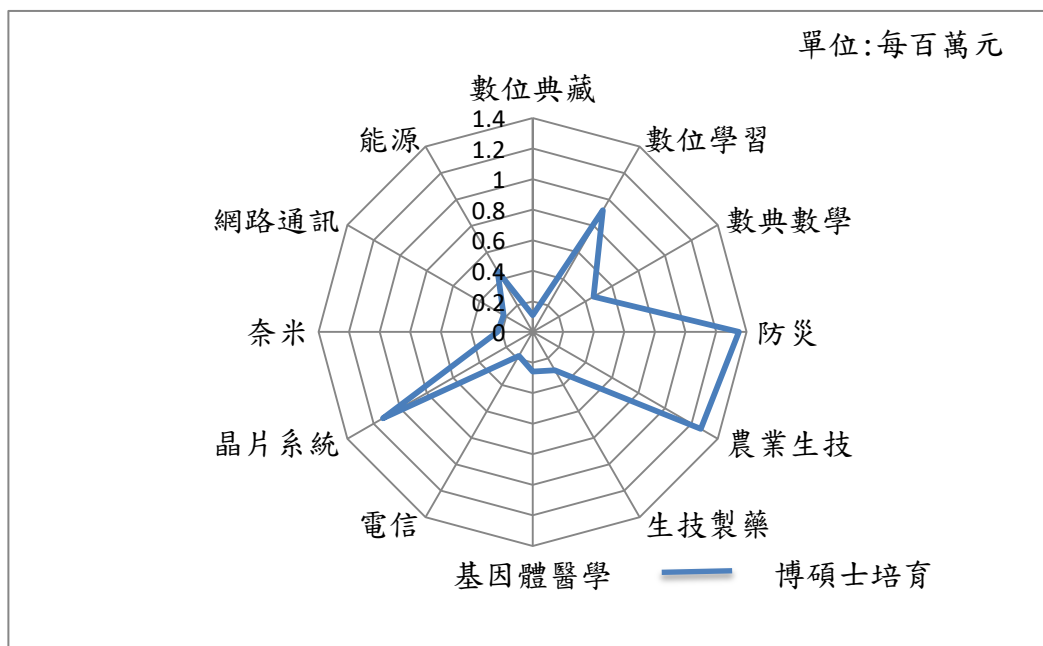 單位:每百萬元
數位典藏
1.4
能源
數位學習
1.2
1
網路通訊
0.8
數典數學
0.6
0.4
0.2
奈米
0
防災
晶片系統
農業生技
電信
生技製藥
基因體醫學
博碩士培育